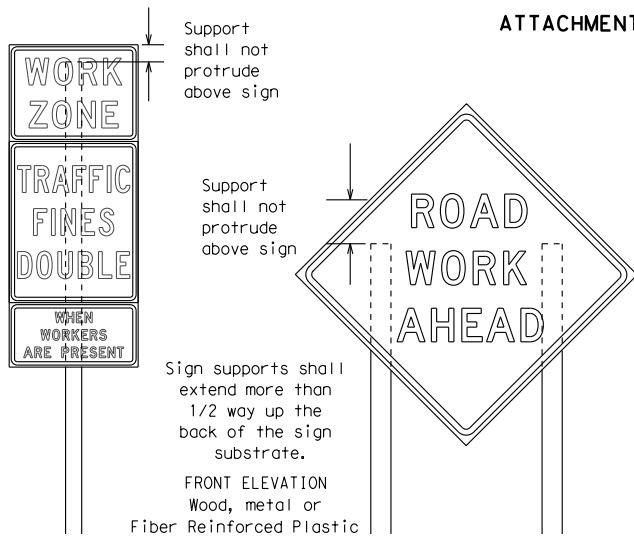 ATTACHMENT
Support
shall not
protrude
above sign
WORK
ZONE
TRAFFIC
FINES
DOUBLE
WHEN
WORKERS
ARE PRESENT
Support
shall not
protrude
above sign
ROAD
WORK
AHEAD
Sign supports shall
extend more than
1/2 way up the
back of the sign
substrate.
FRONT ELEVATION
Wood, metal or
Fiber Reinforced Plastic